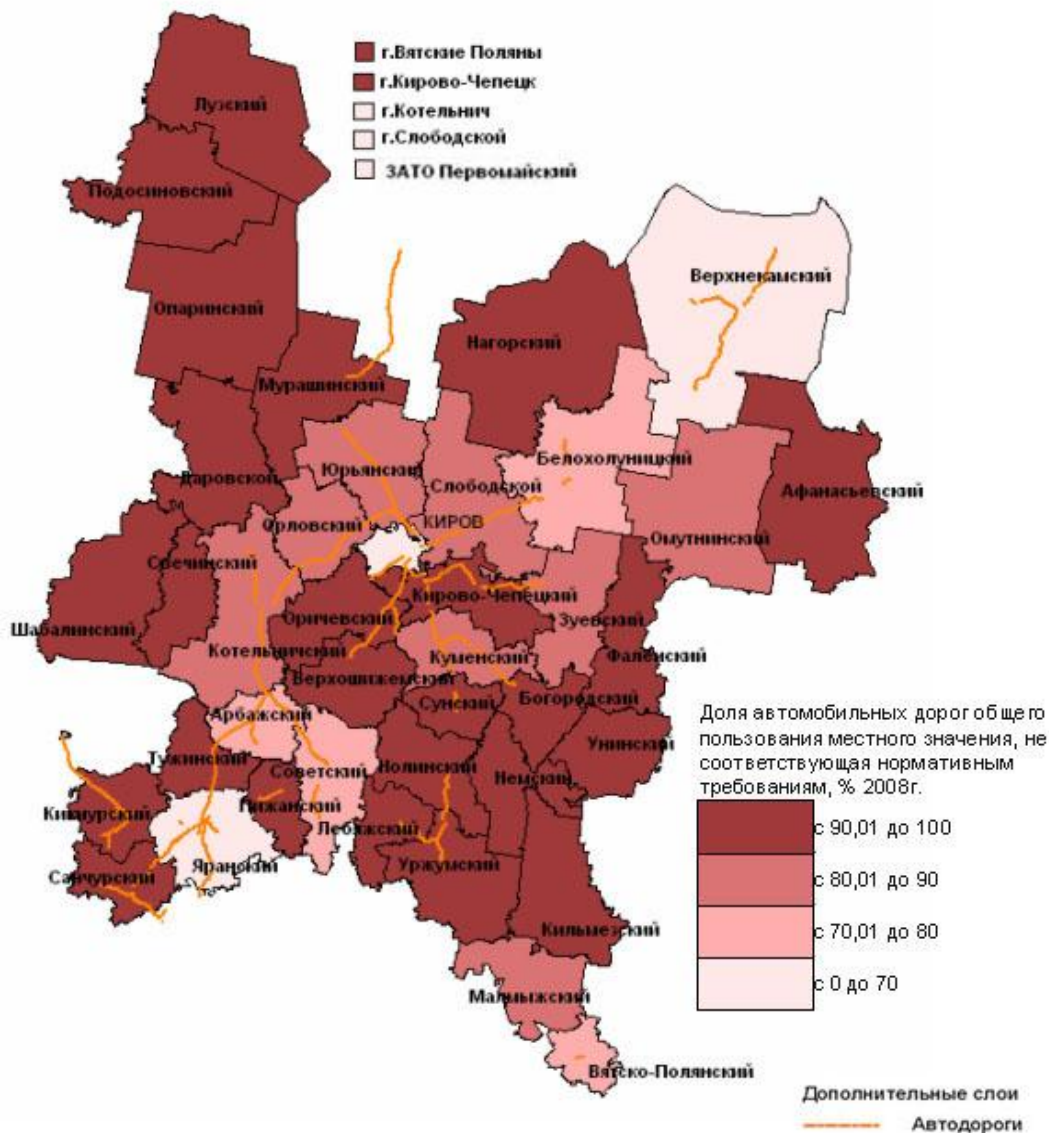 г.Вятские Поляны
г.Кирово-Чепецк
г.Котельнич
г.Слободской
ЗАТО Первомайский
Лузский
Подосиновский
Верхнекамский
Опаринский
Нагорский
Мурашинский
Белохолуницкий
Юрьянский
Даровской
Слободской
Афанасьевский
Орловский
КИРОВ
Омутнинский
Свечинский
Кирово-Чепецкий
Оричевский
Зуевский
Шабалинский
Котельничский
Куменский
Фаленский
Верхошижемский
Богородский
Сунский
Арбажский
Унинский
Тужинский
Советский
Нолинский
Немский
Пижанский
Кикнурский
Лебяжский
Уржумский
Яранский
Санчурский
Кильмезский
Малмыжский
Вятско-Полянский
Доля автомобильных дорог общего
пользования местного значения, не
соответствующая нормативным
требованиям, % 2008г.
с 90,01 до 100
с 80,01 до 90
с 70,01 до 80
с 0 до 70
Дополнительные слои
Автодороги